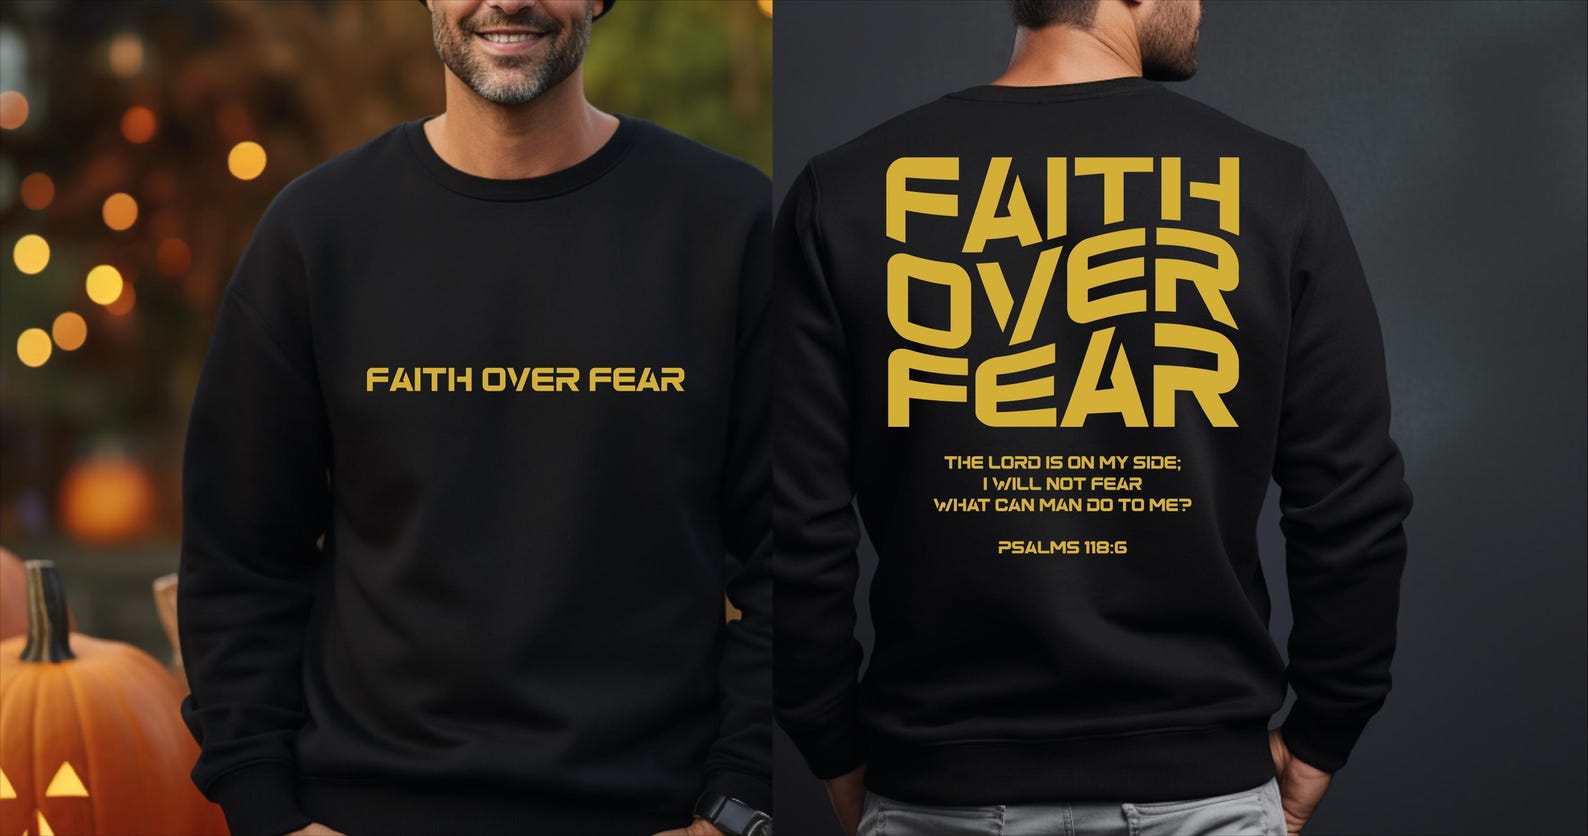 FAITH OVER FEAR
FAITH
OVER
FEAR
THE LORD IS ON MY SIDE;
I WILL NOT FEAR
WHAT CAN MAN DO TO ME?
PSALMS 118:6